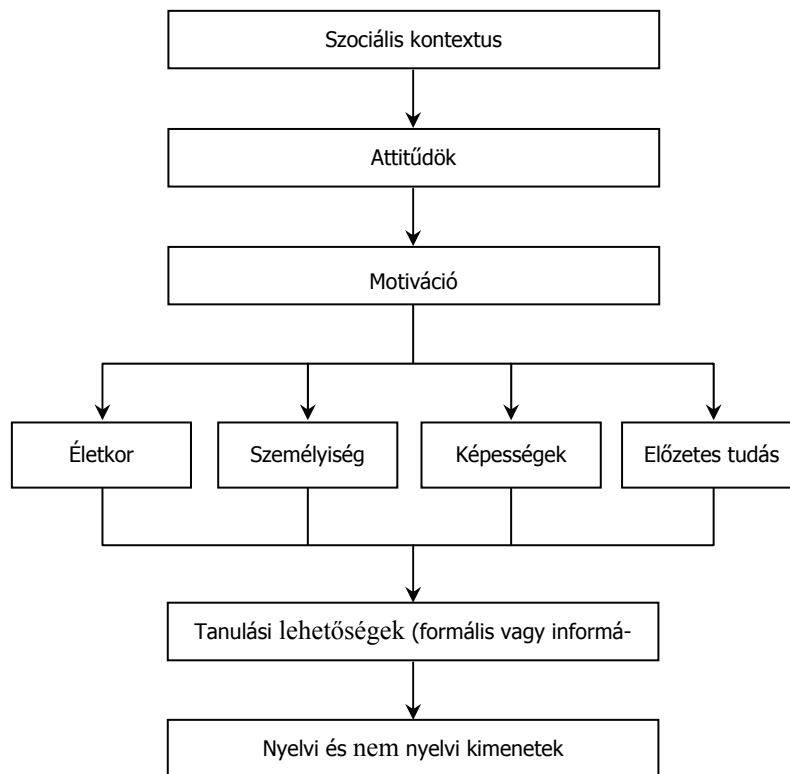 Szociális kontextus
Attitűdök
Motiváció
Életkor
Személyiség
Képességek
Előzetes tudás
Tanulási lehetőségek (formális vagy informá-
Nyelvi és nem nyelvi kimenetek